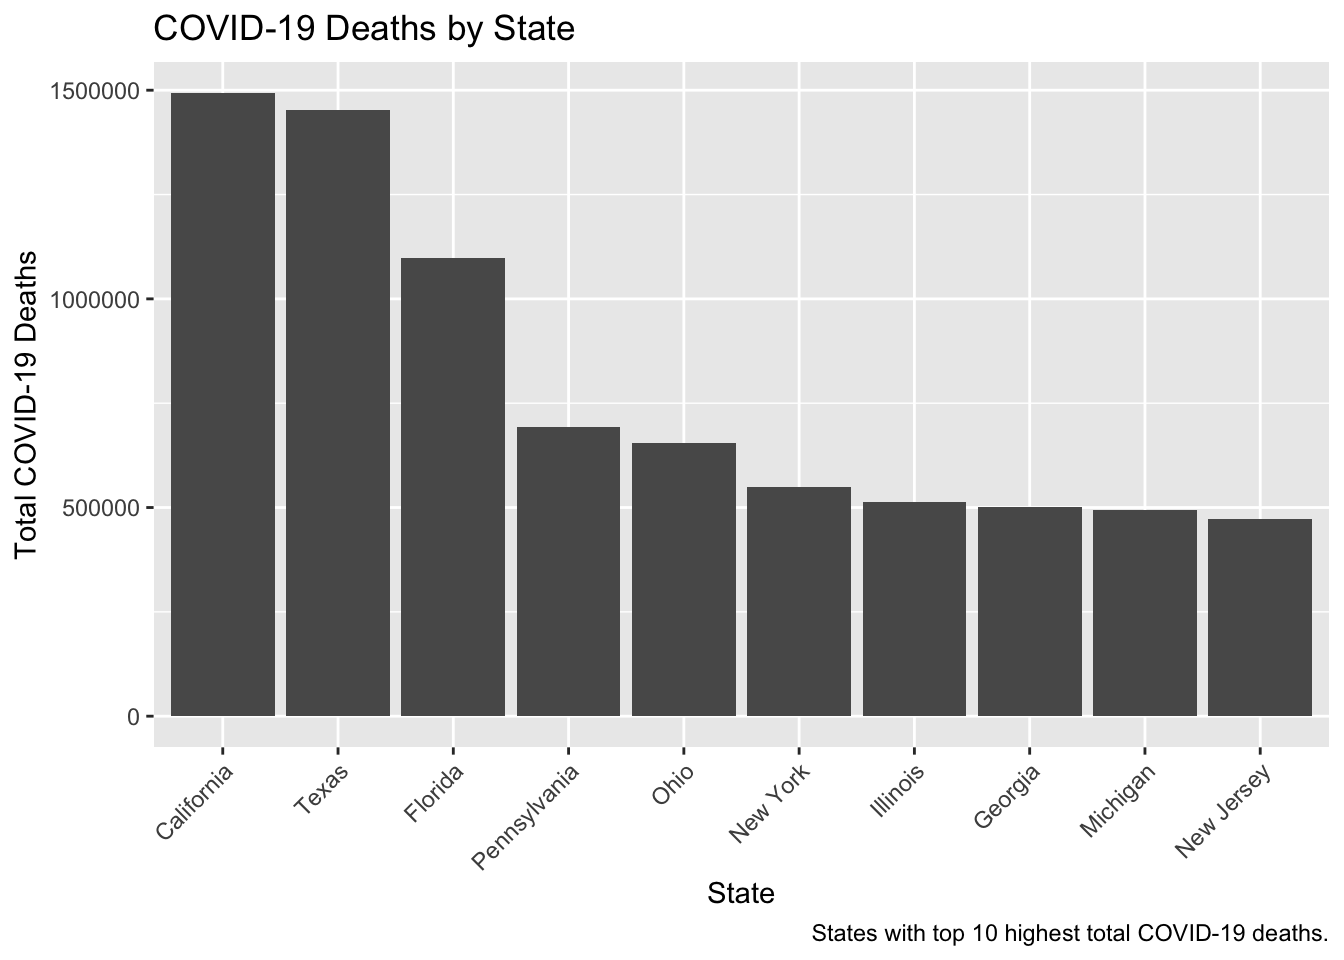 COVID-19 Deaths by State
Total COVID-19 Deaths
1500000
1000000
500000
0
California
Texas
Florida
Pennsylvania
Ohio
New York
Illinois
Georgia
Michigan
New Jersey
State
States with top 10 highest total COVID-19 deaths.